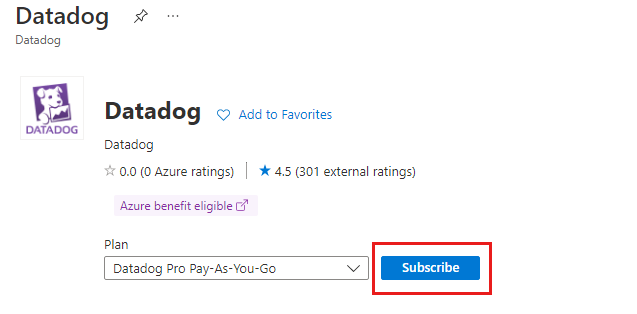 Datadog
Datadog
DATADOG
Datadog Add to Favorites
Datadog
0.0 (0 Azure ratings) 4.5 (301 external ratings)
Azure benefit eligible
Plan
Datadog Pro Pay-As-You-Go Subscribe